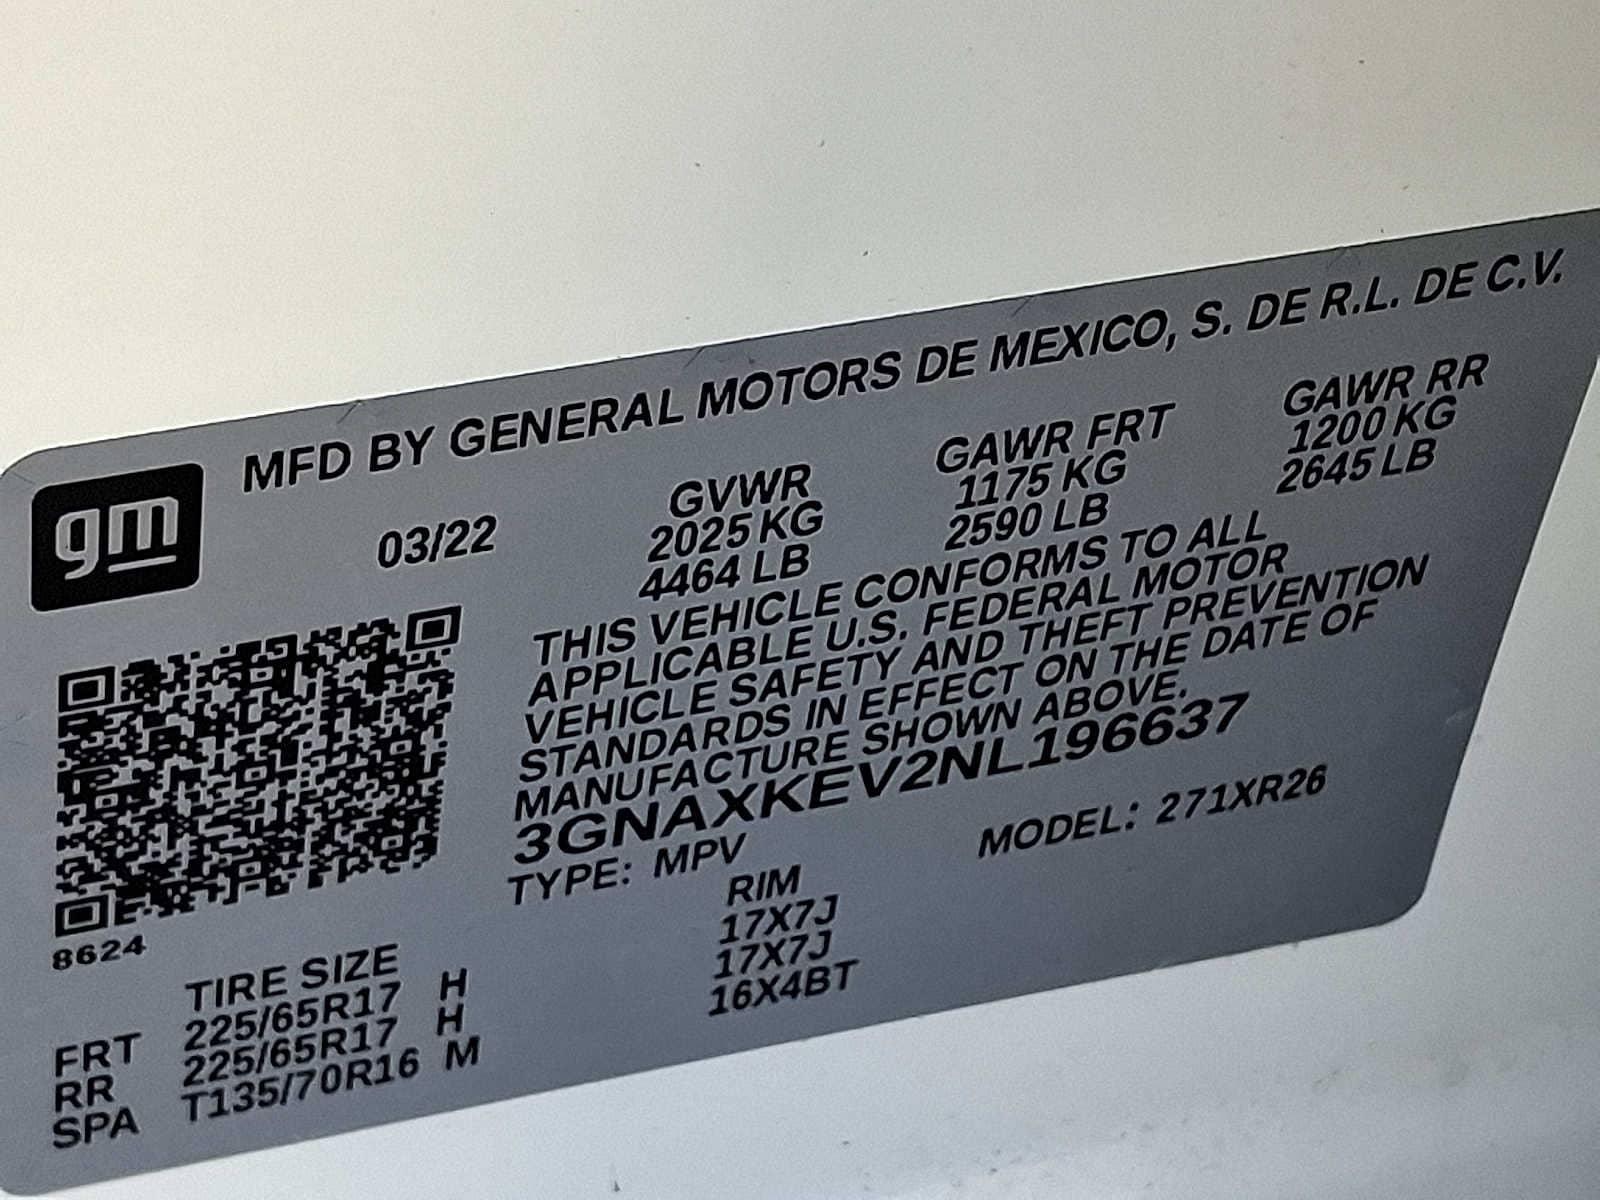 MFD BY GENERAL MOTORS DE MEXICO, S. DE R.L. DE C.V.
gm
03/22
GVWR GAWR FRT GAWR RR
2025 KG 1175 KG 1200 KG
4464 LB 2590 LB 2645 LB
THIS VEHICLE CONFORMS TO ALL
APPLICABLE U.S. FEDERAL MOTOR
VEHICLE SAFETY AND THEFT PREVENTION
STANDARDS IN EFFECT ON THE DATE OF
MANUFACTURE SHOWN ABOVE.
3GNAXKEV2NL196637
TYPE: MPV MODEL: 271XR26
8624
TIRE SIZE RIM
FRT 225/65R17 H 17X7J
RR 225/65R17 H 17X7J
SPA T135/70R16 M 16X4BT